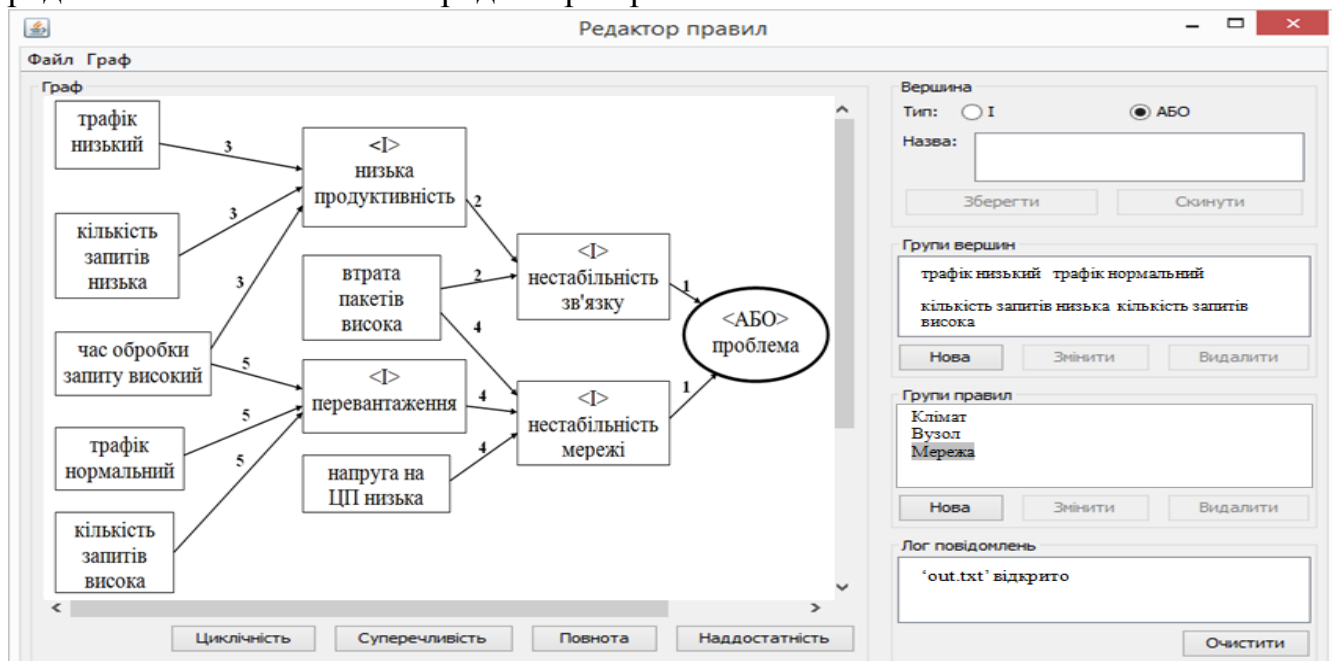 Редактор правил
Файл Граф
Граф
трафік
низький
3
<І>
низька
продуктивність
2
3
кількість
запитів
низька
3
втрата
пакетів
висока
2
4
<І>
нестабільність
зв'язку
1
<АБО>
проблема
час обробки
запиту високий
5
<І>
перевантаження
4
<І>
нестабільність
мережі
1
5
трафік
нормальний
5
напруга на
ЦП низька
4
кількість
запитів
висока
Циклічність
Суперечливість
Повнота
Наддостатність
Вершина
Тип: І АБО
Назва:
Зберегти
Скинути
Групи вершин
трафік низький трафік нормальний
кількість запитів низька кількість запитів
висока
Нова
Змінити
Видалити
Групи правил
Клімат
Вузол
Мережа
Нова
Змінити
Видалити
Лог повідомлень
‘out.txt’ відкрито
Очистити